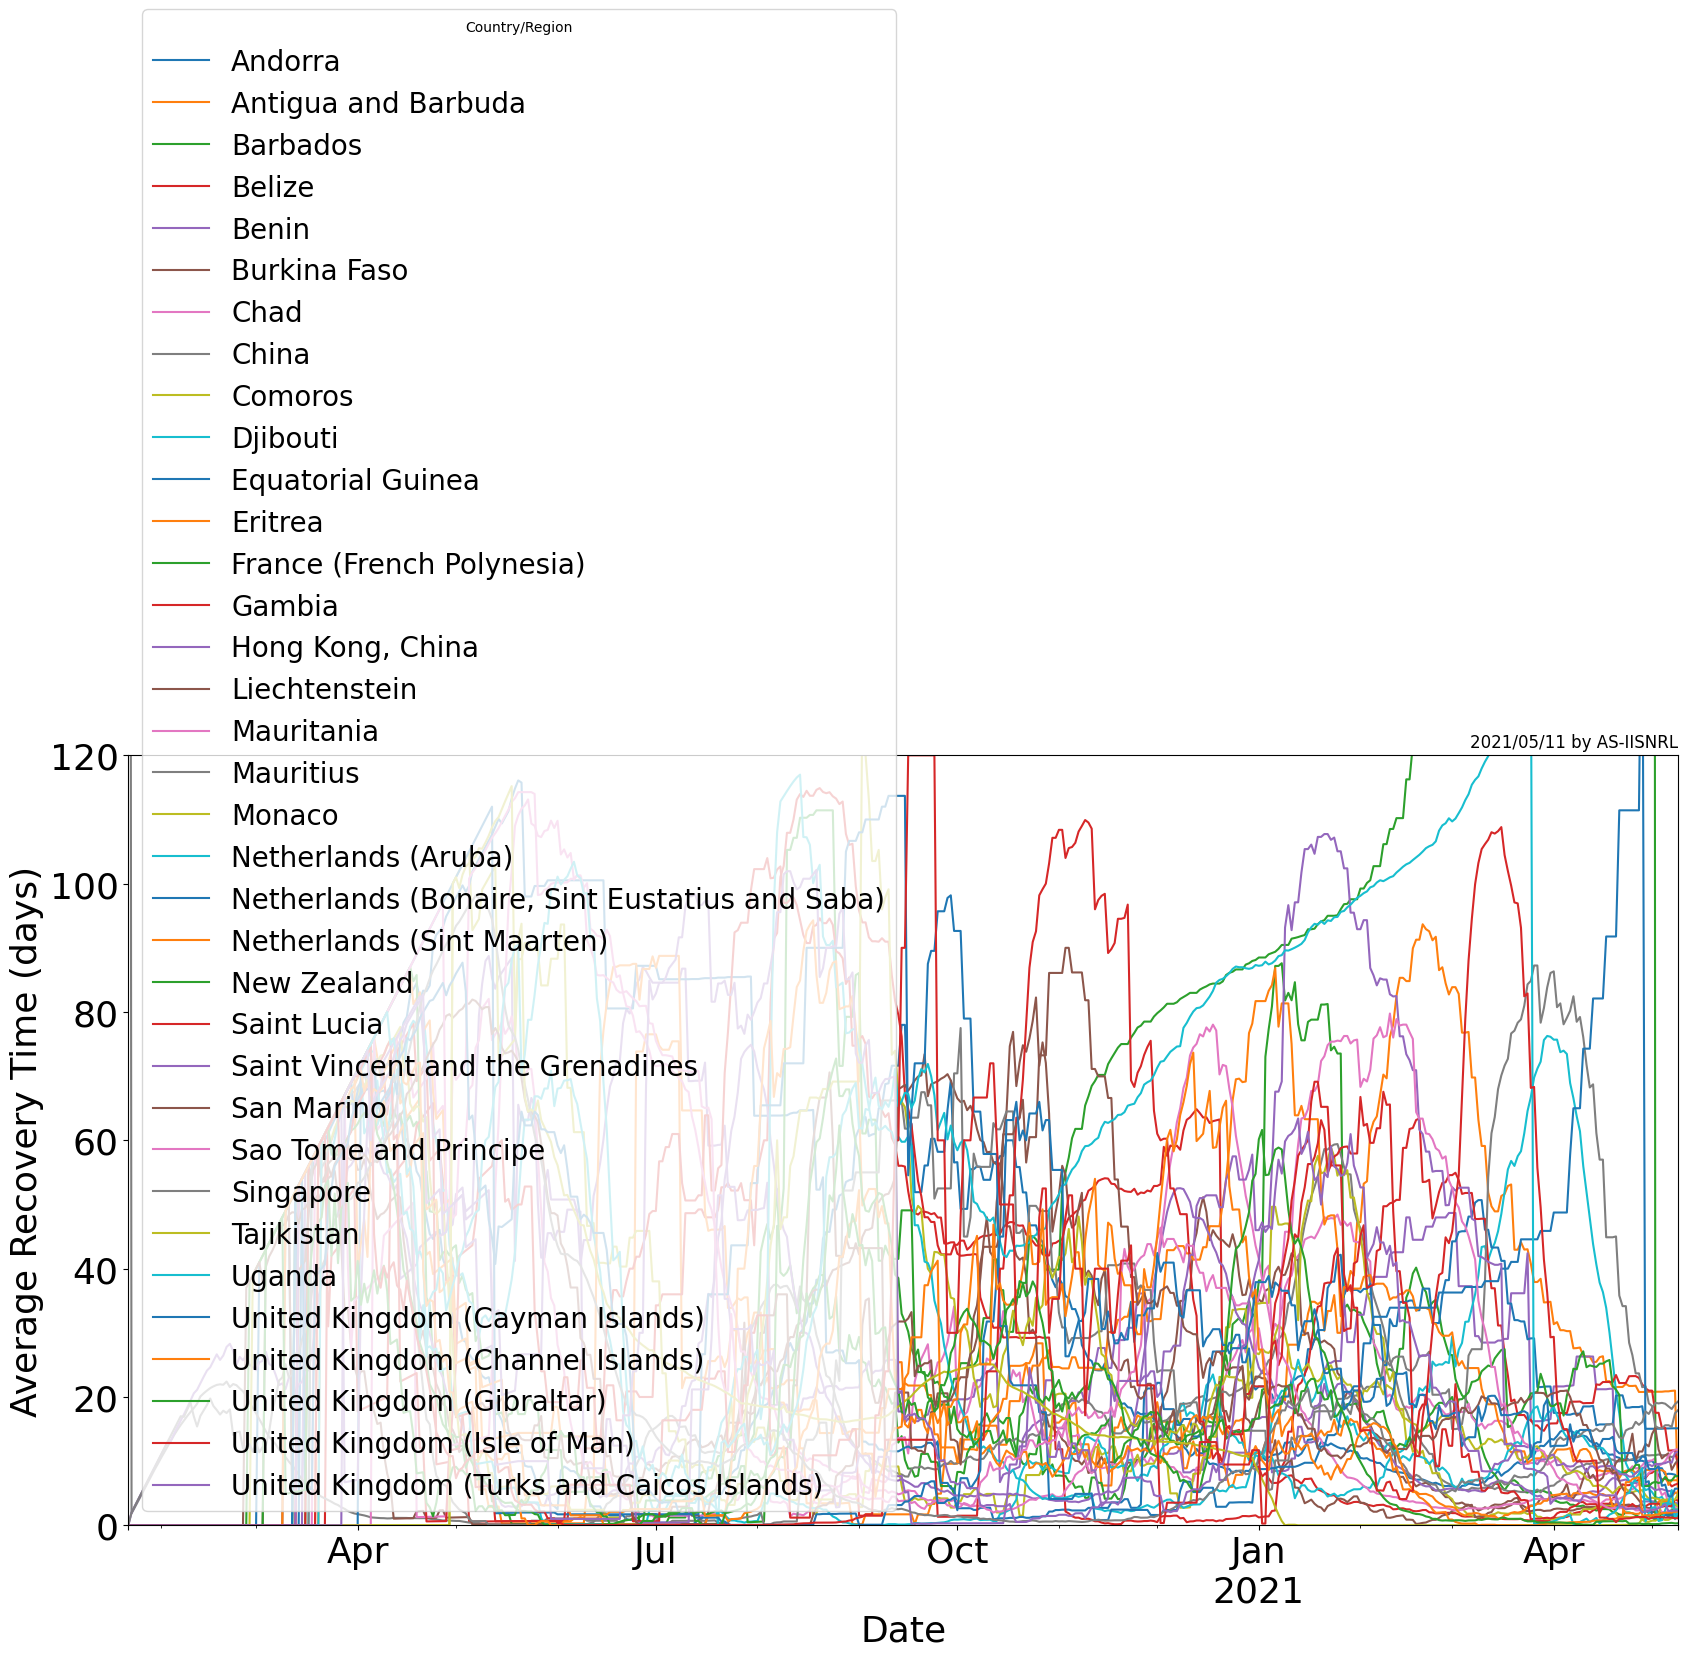 Country/Region
Andorra
Antigua and Barbuda
Barbados
Belize
Benin
Burkina Faso
Chad
China
Comoros
Djibouti
Equatorial Guinea
Eritrea
France (French Polynesia)
Gambia
Hong Kong, China
Liechtenstein
Mauritania
Mauritius
Monaco
Netherlands (Aruba)
Netherlands (Bonaire, Sint Eustatius and Saba)
Netherlands (Sint Maarten)
New Zealand
Saint Lucia
Saint Vincent and the Grenadines
San Marino
Sao Tome and Principe
Singapore
Tajikistan
Uganda
United Kingdom (Cayman Islands)
United Kingdom (Channel Islands)
United Kingdom (Gibraltar)
United Kingdom (Isle of Man)
United Kingdom (Turks and Caicos Islands)
2021/05/11 by AS-IISNRL
Average Recovery Time (days)
120
100
80
60
40
20
0
Apr
Jul
Oct
Jan
2021
Apr
Date